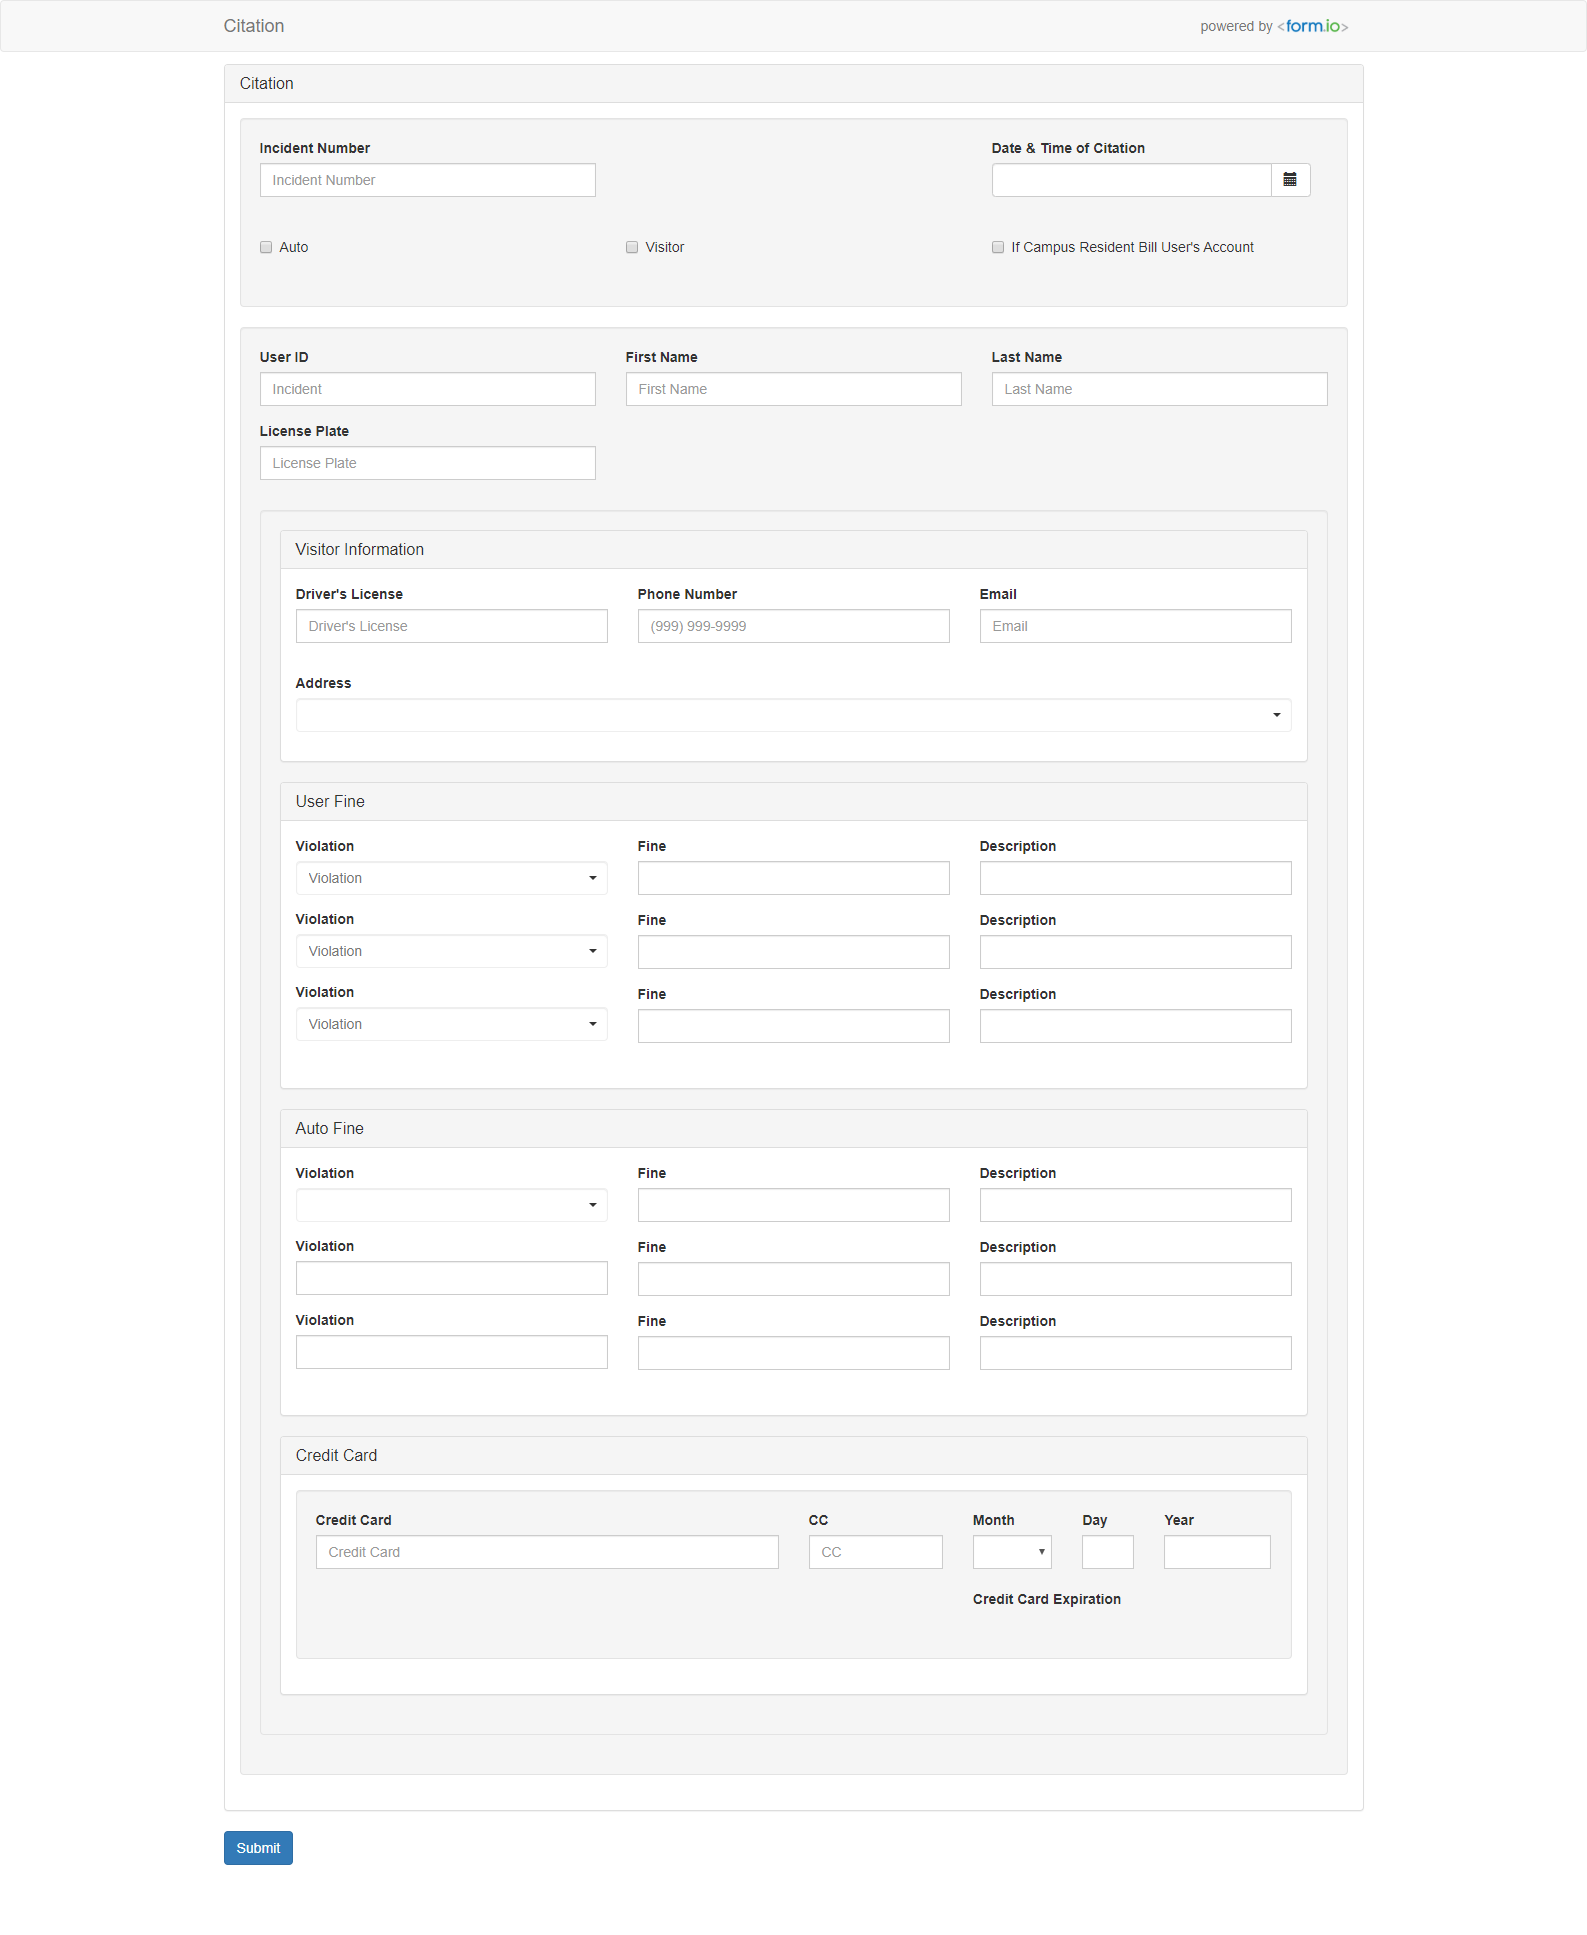 Citation
powered by <form.io>
Citation
Incident Number Date & Time of Citation
Incident Number
Auto Visitor If Campus Resident Bill User's Account
User ID First Name Last Name
Incident First Name Last Name
License Plate
License Plate
Visitor Information
Driver's License Phone Number Email
Driver's License (999) 999-9999 Email
Address
User Fine
Violation Fine Description
Violation
Violation Fine Description
Violation
Violation Fine Description
Violation
Auto Fine
Violation Fine Description
Violation Fine Description
Violation Fine Description
Credit Card
Credit Card CC Month Day Year
Credit Card CC
Credit Card Expiration
Submit